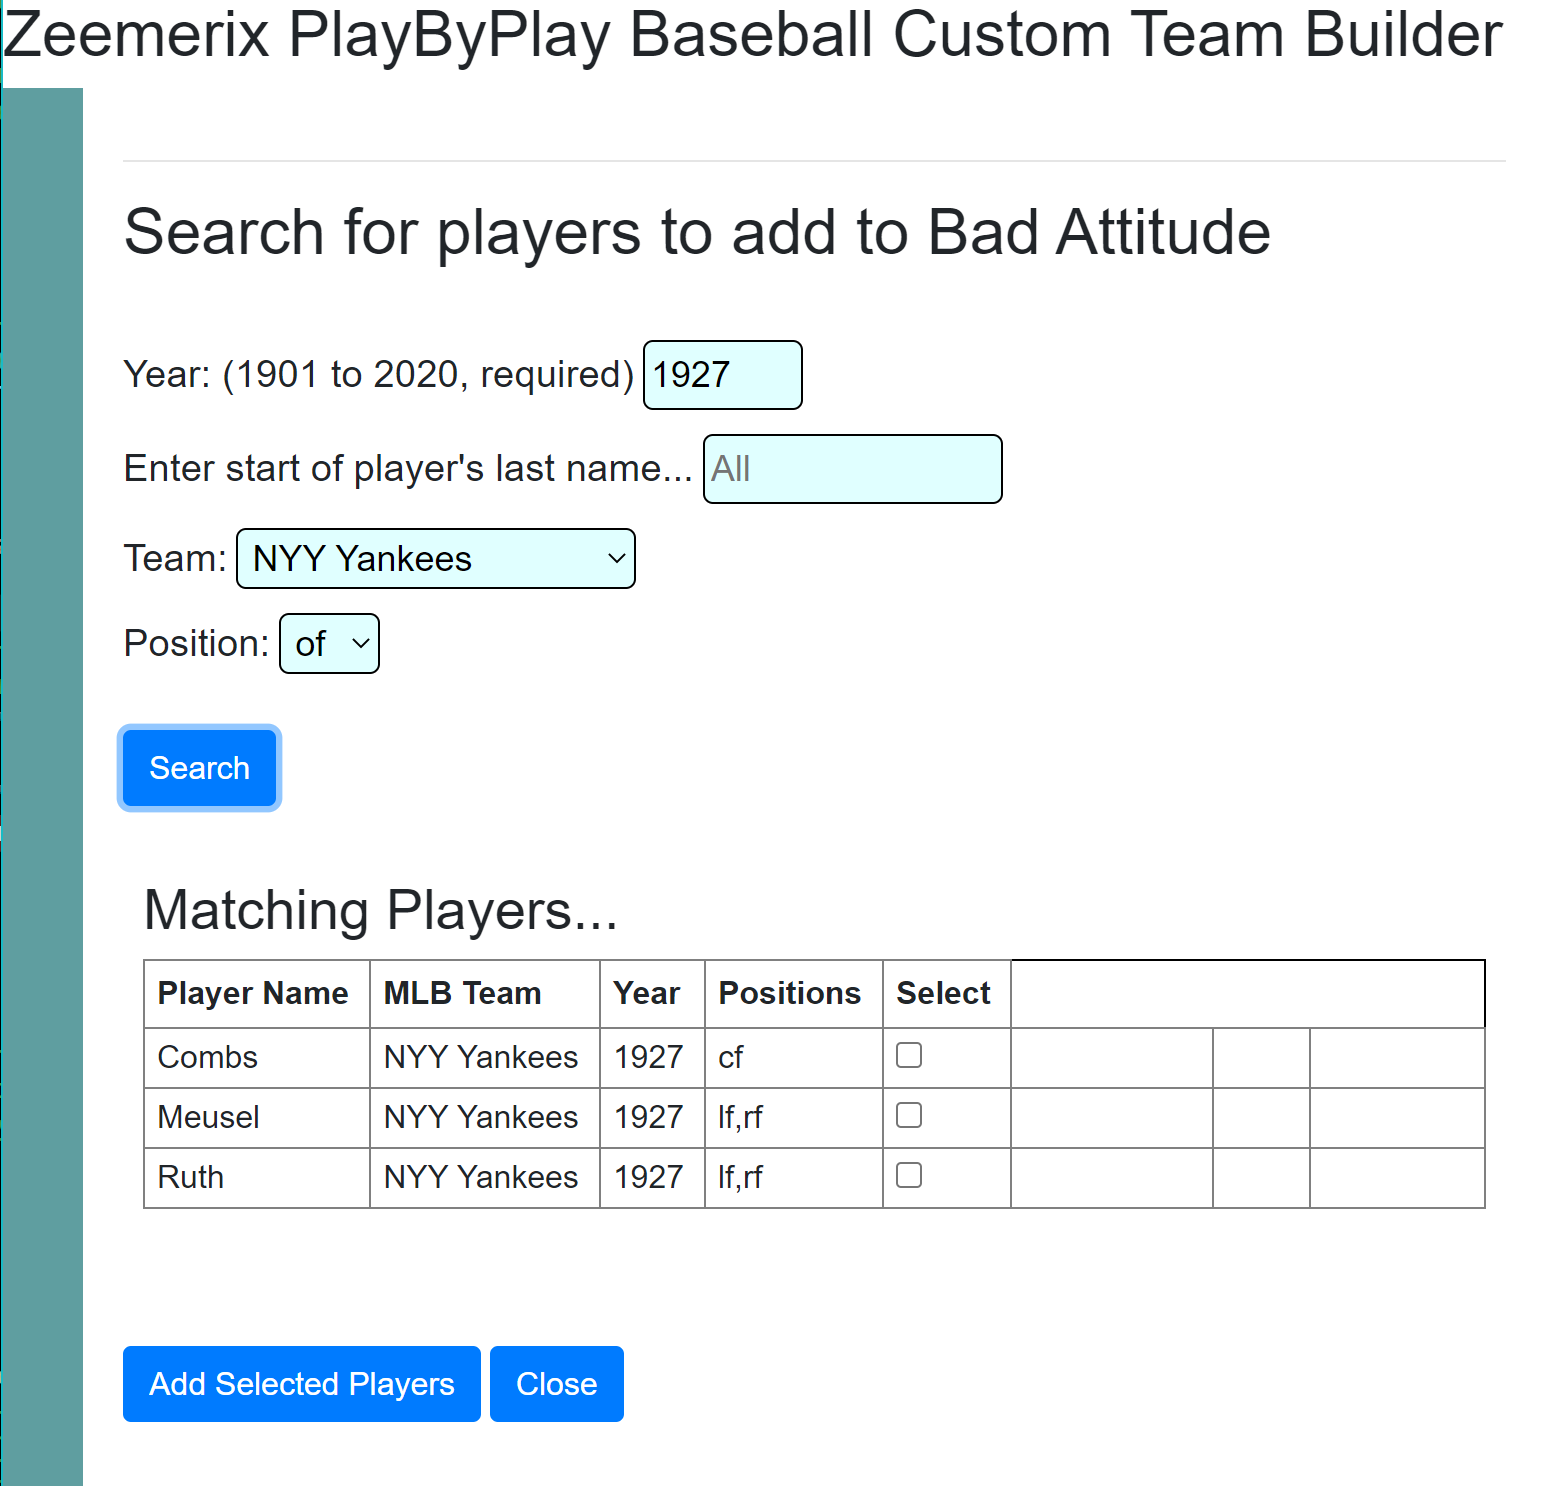 Zeemerix PlayByPlay Baseball Custom Team Builder
Search for players to add to Bad Attitude
Year: (1901 to 2020, required) 1927
Enter start of player's last name... All
Team: NYY Yankees
Position: of
Search
Matching Players...
Player Name MLB Team Year Positions Select
Combs NYY Yankees 1927 cf
Meusel NYY Yankees 1927 lf,rf
Ruth NYY Yankees 1927 lf,rf
Add Selected Players Close